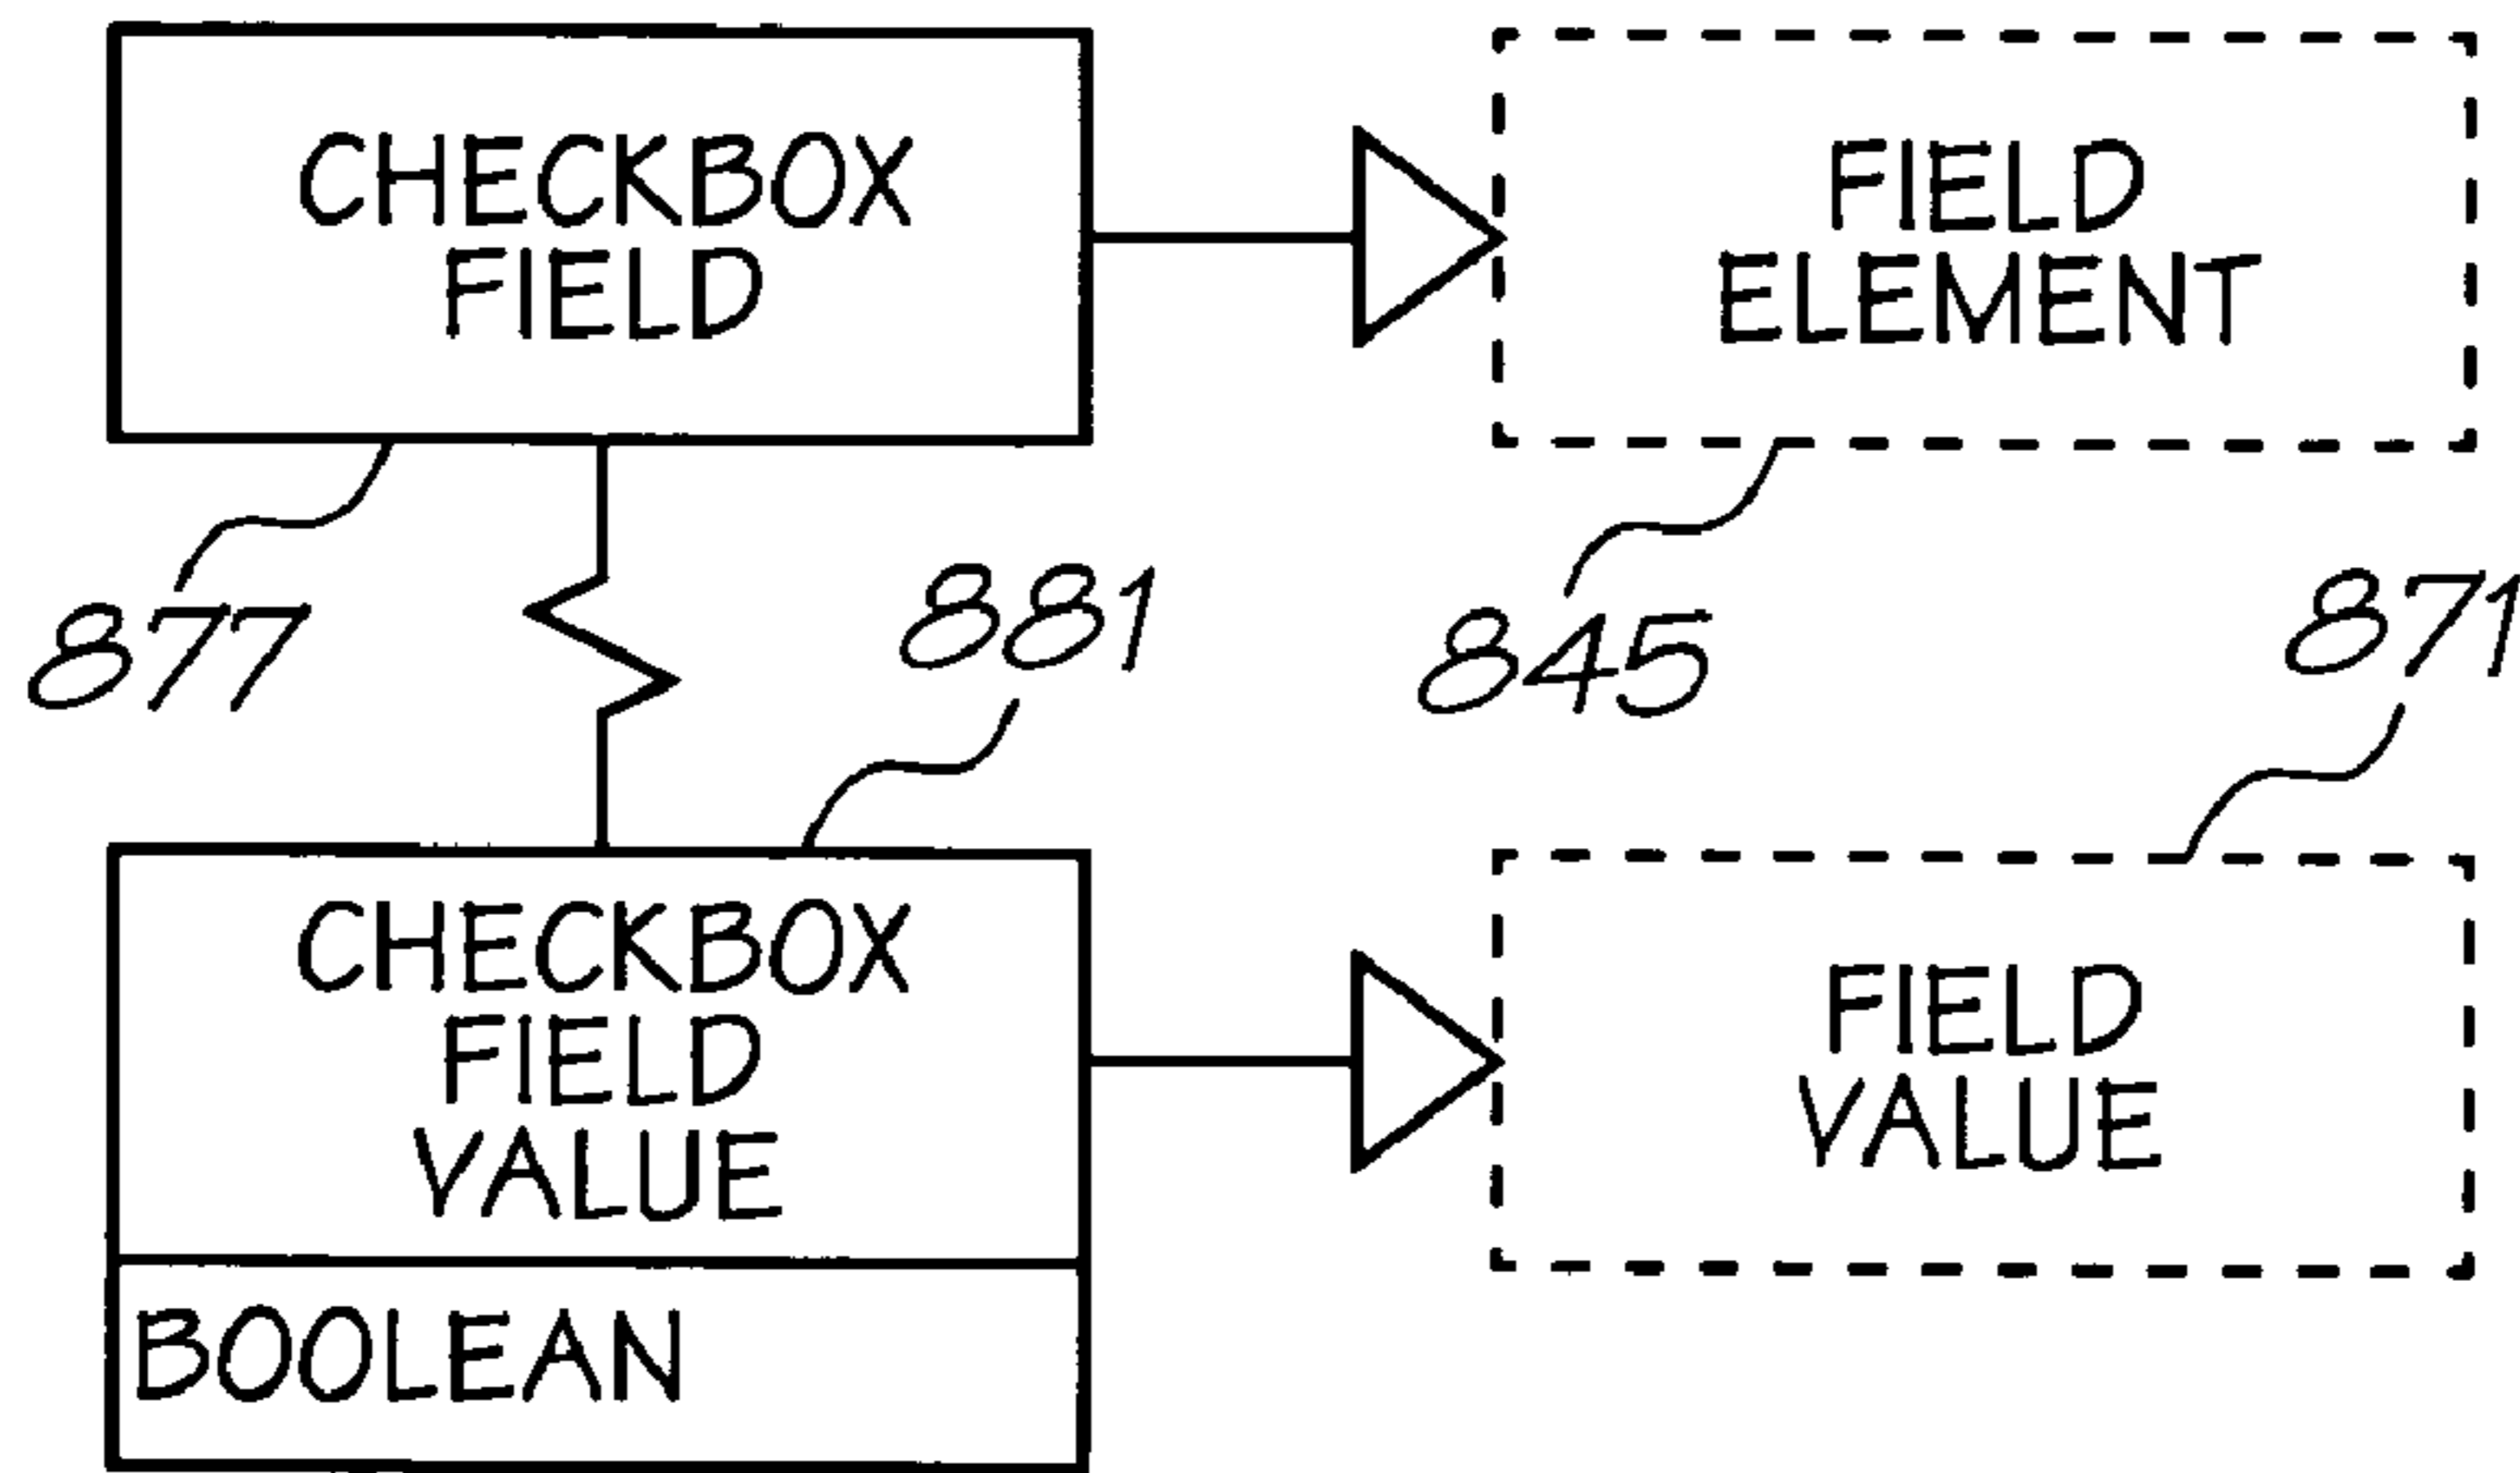 CHECKBOX
FIELD
FIELD
ELEMENT
877
881
845
871
CHECKBOX
FIELD
VALUE
FIELD
VALUE
BOOLEAN